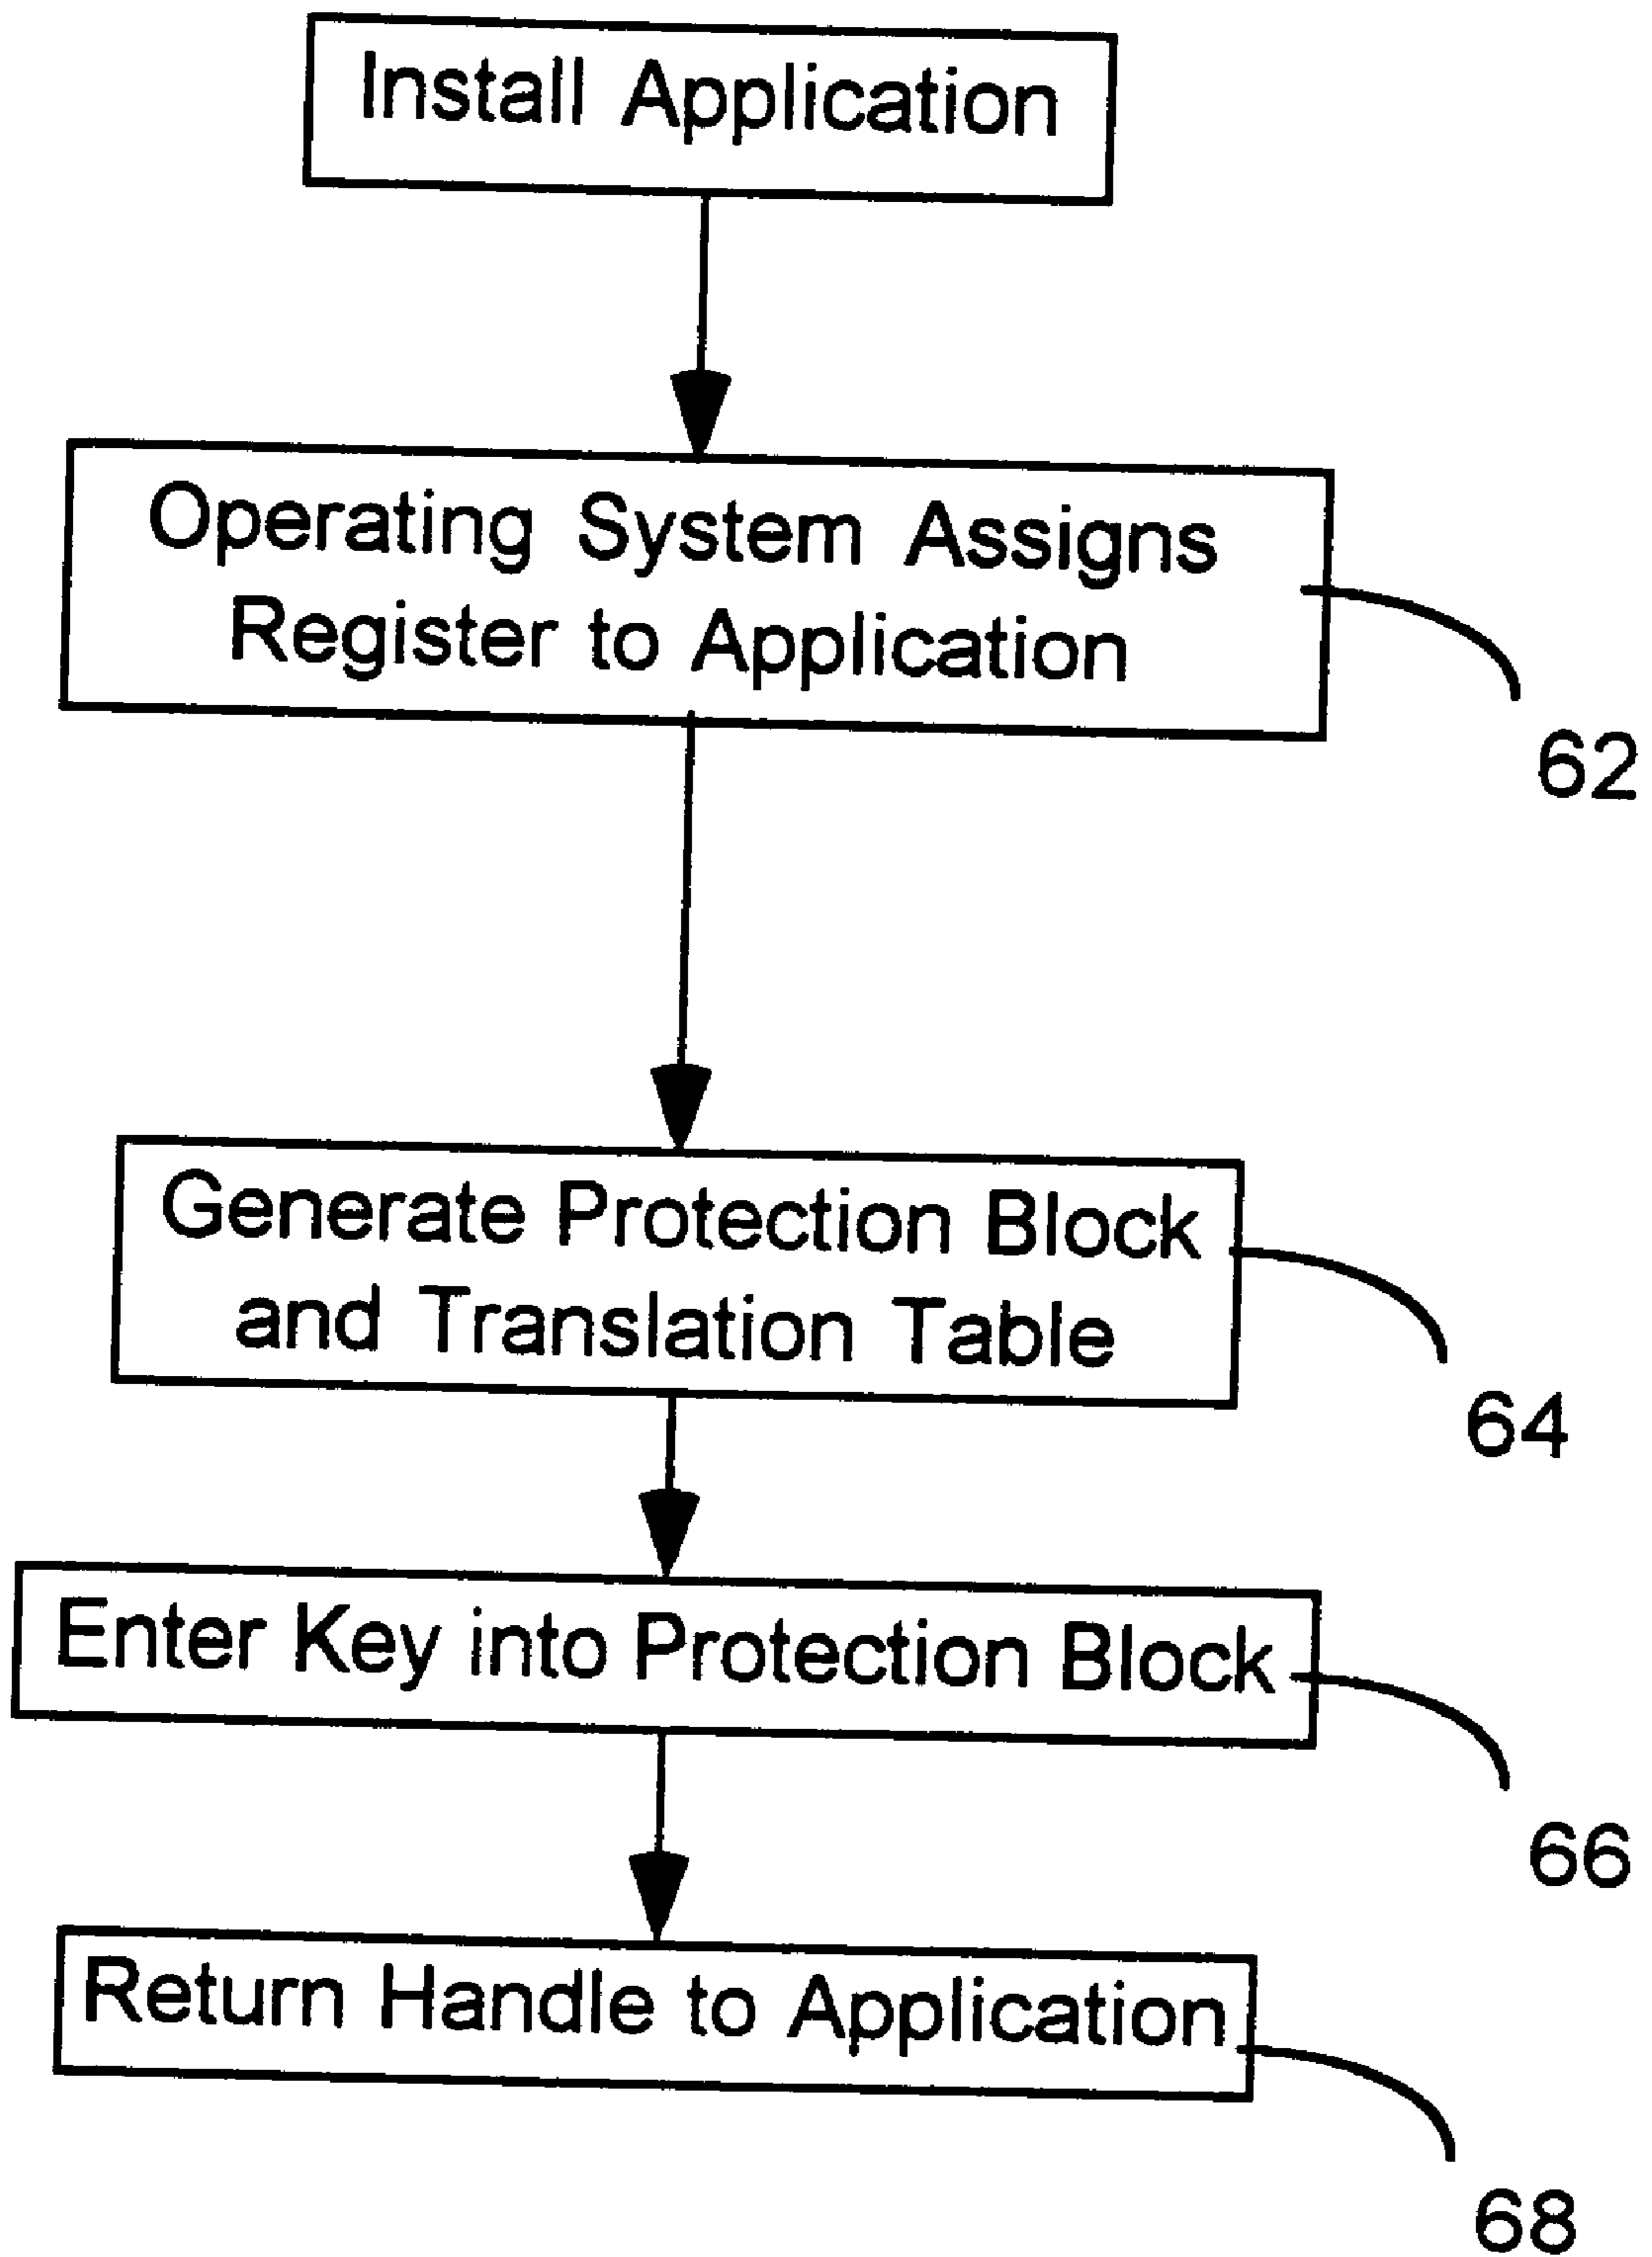 Install Application
Operating System Assigns
Register to Application
62
Generate Protection Block
and Translation Table
64
Enter Key into Protection Block
66
Return Handle to Application
68